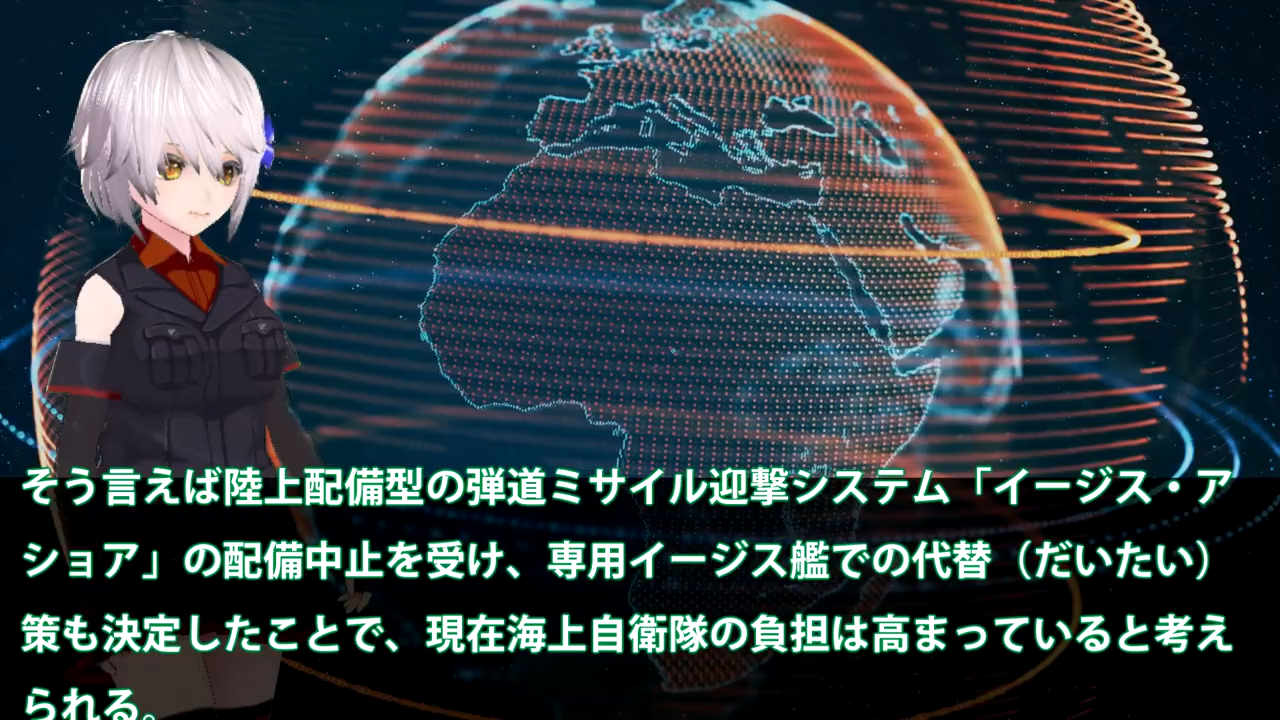 そう言えば陸上配備型の弾道ミサイル迎撃システム「イージス・ア
ショア」の配備中止を受け、専用イージス艦での代替（だいたい）
策も決定したことで、現在海上自衛隊の負担は高まっていると考え
られる。